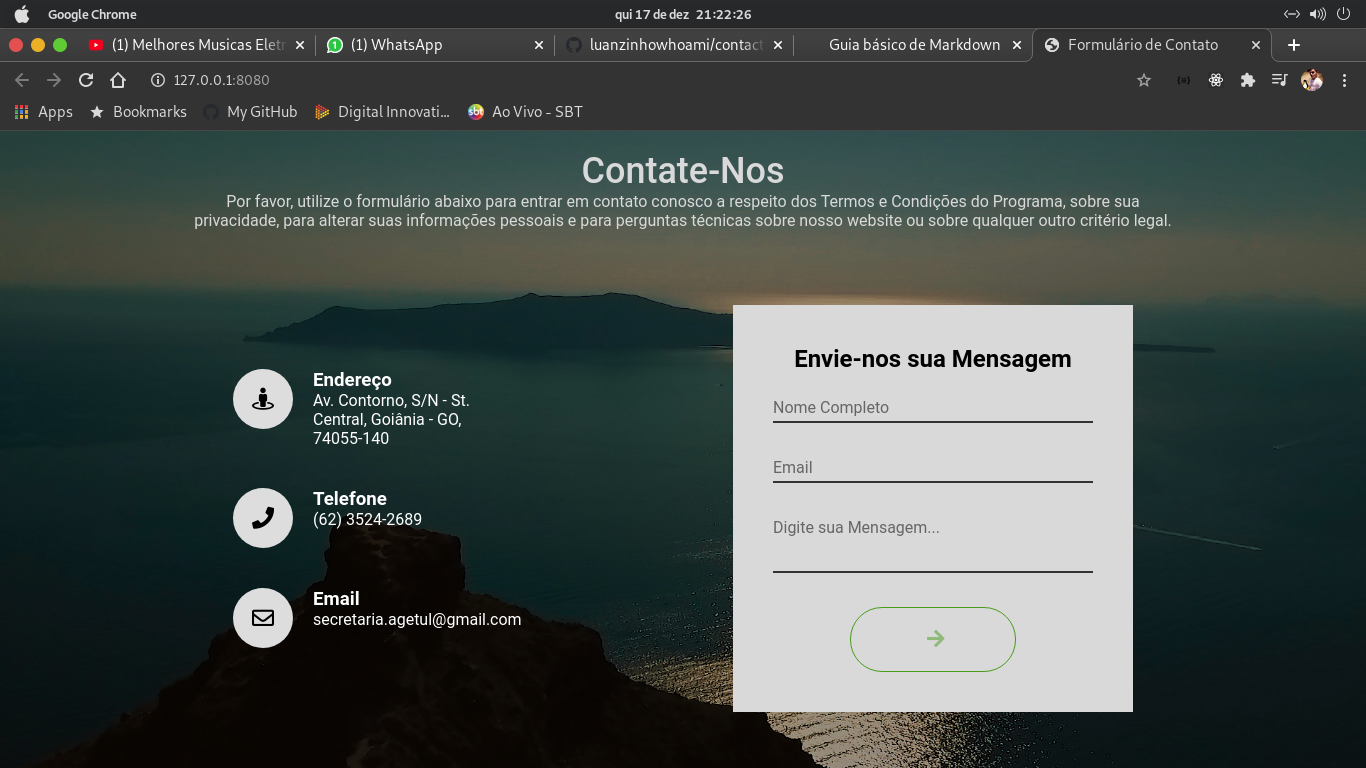 Google Chrome
qui 17 de dez 21:22:26
(1) Melhores Musicas Eletr
1
(1) WhatsApp
luanzinhowhoami/contact
Guia básico de Markdown
Formulário de Contato
127.0.0.1:8080
Apps
Bookmarks
My GitHub
Digital Innovati...
sbt
Ao Vivo - SBT
Contate-Nos
Por favor, utilize o formulário abaixo para entrar em contato conosco a respeito dos Termos e Condições do Programa, sobre sua
privacidade, para alterar suas informações pessoais e para perguntas técnicas sobre nosso website ou sobre qualquer outro critério legal.
Endereço
Av. Contorno, S/N - St.
Central, Goiânia - GO,
74055-140
Telefone
(62) 3524-2689
Email
secretaria.agetul@gmail.com
Envie-nos sua Mensagem
Nome Completo
Email
Digite sua Mensagem...